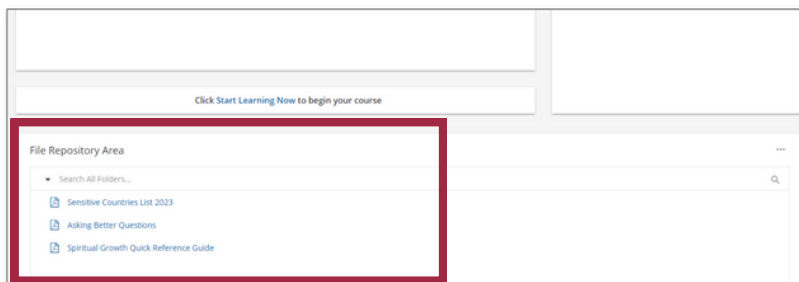 Click Start Learning Now to begin your course
File Repository Area
Search All Folders...
Sensitive Countries List 2023
Asking Better Questions
Spiritual Growth Quick Reference Guide